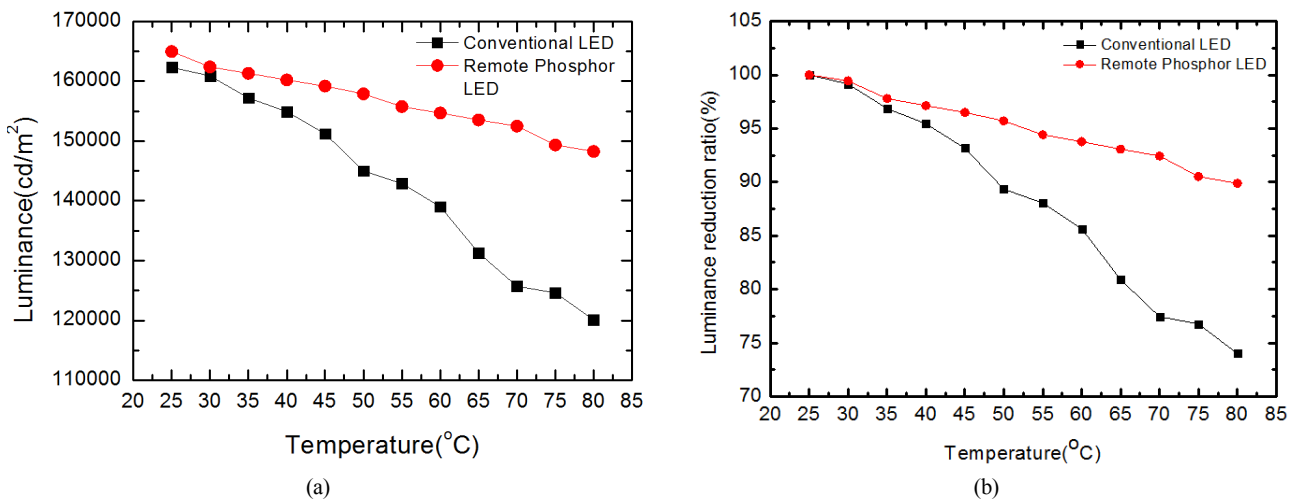 170000
160000
150000
140000
130000
120000
110000
Luminance(cd/m²)
Conventional LED
Remote Phosphor
LED
20 25 30 35 40 45 50 55 60 65 70 75 80 85
Temperature(°C)
(a)
105
100
95
90
85
80
75
70
Luminance reduction ratio(%)
Conventional LED
Remote Phosphor LED
20 25 30 35 40 45 50 55 60 65 70 75 80 85
Temperature(°C)
(b)